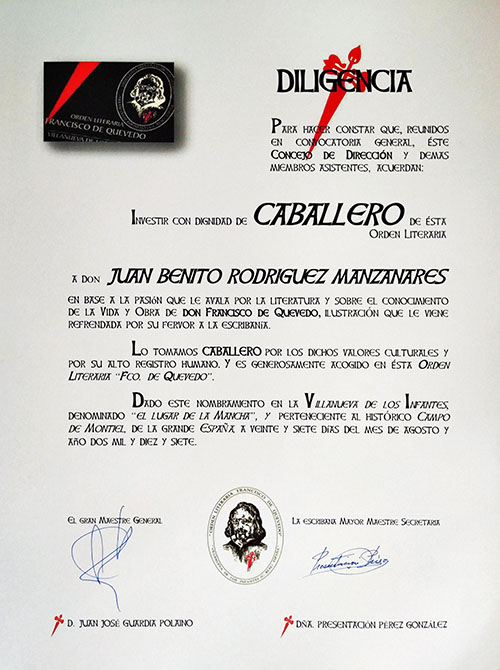 ORDEN LITERARIA
FRANCISCO DE QUEVEDO
DILIGENCIA
Para hacer constar que, reunidos
en convocatoria general, éste
Concejo de Dirección y demas
miembros asistentes, acuerdan:
Investir con dignidad de CABALLERO de ésta
Orden Literaria
a don JUAN BENITO RODRIGUEZ MANZANARES
en base a la pasión que le avala por la literatura y sobre el conocimiento
de la Vida y Obra de don Francisco de Quevedo, ilustración que le viene
refrendada por su fervor a la escribanía.
Lo tomamos CABALLERO por los dichos valores culturales y
por su alto registro humano. Y es generosamente acogido en ésta Orden
Literaria "Fco. de Quevedo".
Dado este nombramiento en la Villanueva de los Infantes,
denominado "el lugar de la Mancha", y perteneciente al histórico Campo
de Montiel, de la grande España, a veinte y siete días del mes de agosto y
año dos mil y diez y siete.
El Gran Maestre General
La escribana Mayor Maestre Secretaria
ORDEN LITERARIA FRANCISCO DE QUEVEDO
D. Juan José Guardia Polaino
Dña. Presentación Pérez González